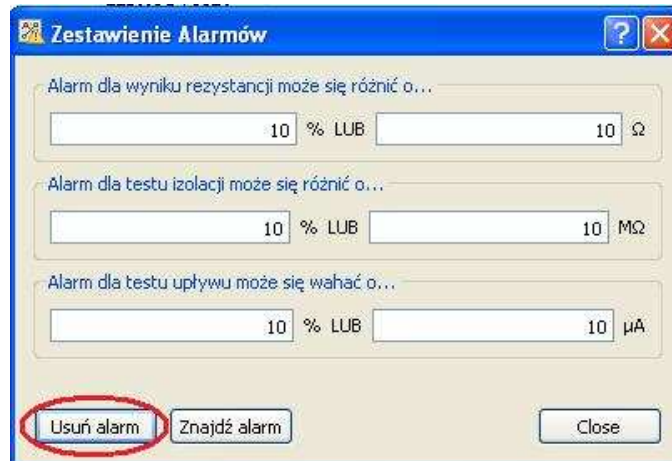 Zestawienie Alarmów
Alarm dla wyniku rezystancji może się różnić o...
10 % LUB 10 Ω
Alarm dla testu izolacji może się różnić o...
10 % LUB 10 MΩ
Alarm dla testu upływu może się wahać o...
10 % LUB 10 µA
Usuń alarm Znajdź alarm Close